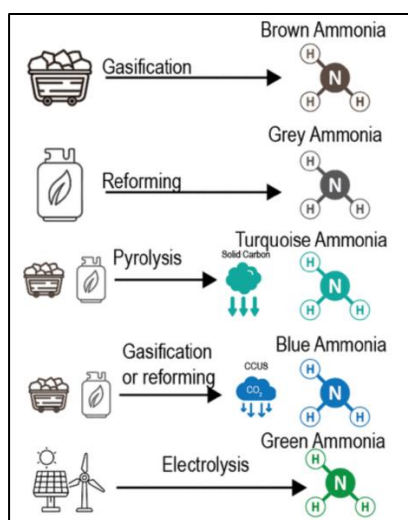 Brown Ammonia
Gasification
H
N
H
H
Grey Ammonia
Reforming
H
N
H
H
Turquoise Ammonia
Pyrolysis
Solid Carbon
H
N
H
H
Blue Ammonia
Gasification
or reforming
CCUS
CO₂
H
N
H
H
Green Ammonia
Electrolysis
H
N
H
H